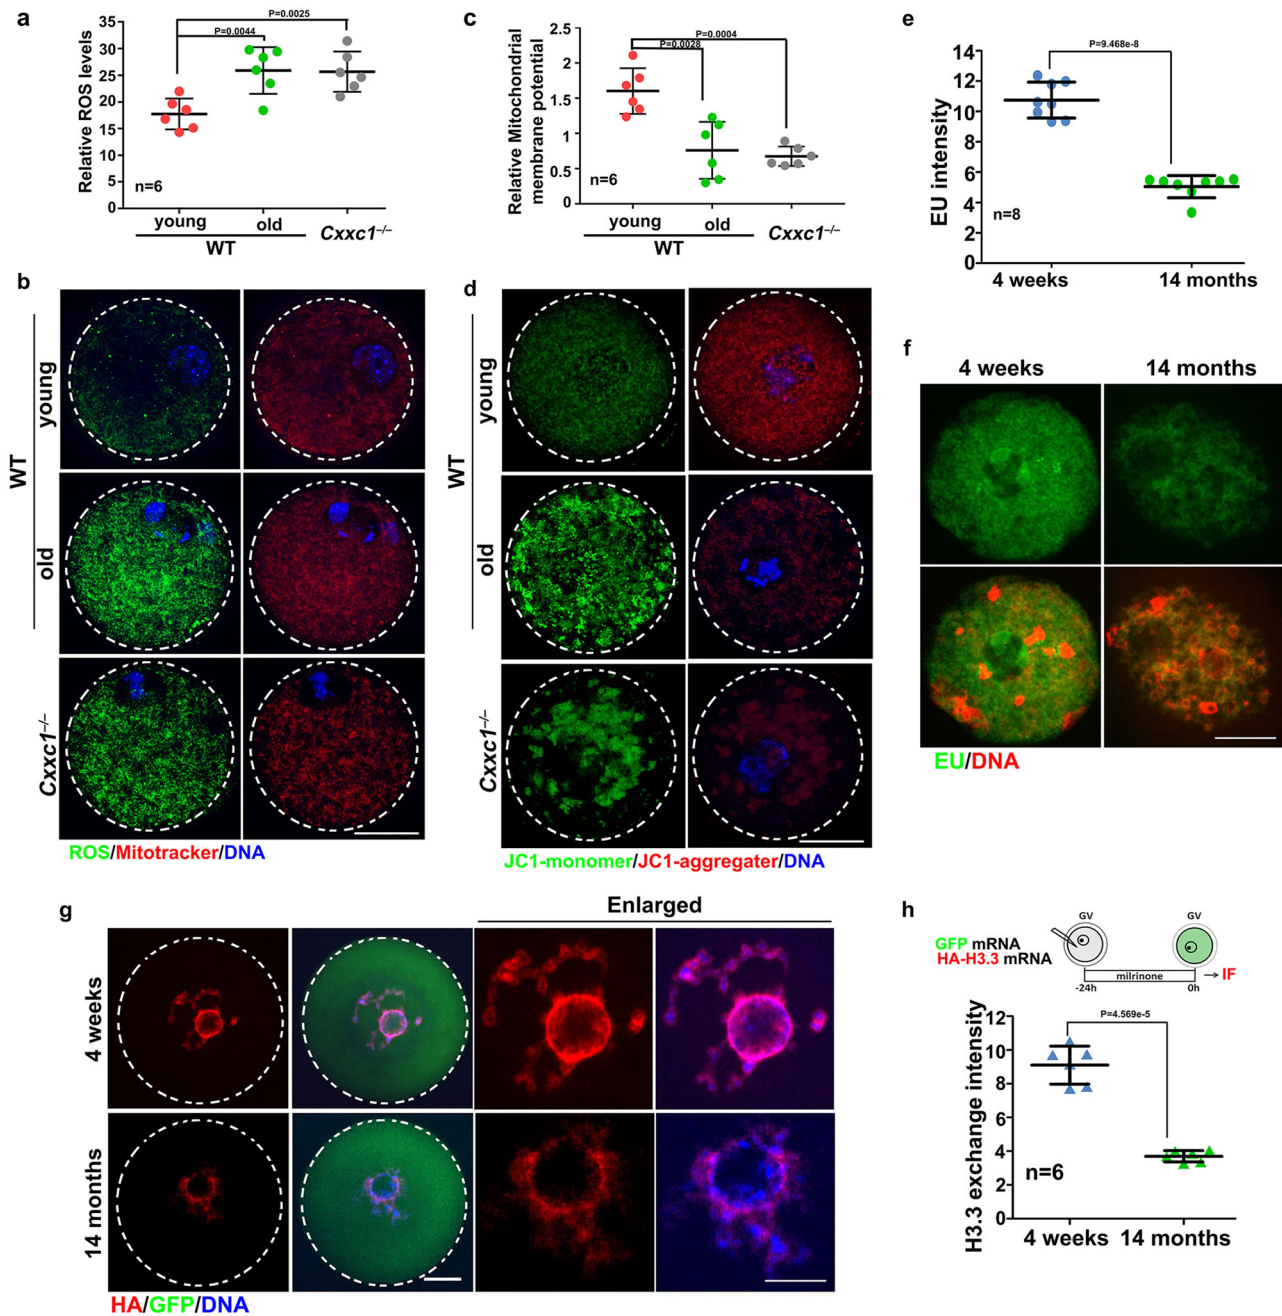 a
P=0.0025
P=0.0044
Relative ROS levels
35
30
25
20
15
10
5
0
n=6
young
old
WT
Cxxc1–/–
b
WT
young
old
Cxxc1–/–
ROS/Mitotracker/DNA
c
P=0.0004
P=0.0028
Relative Mitochondrial
membrane potential
2.5
2
1.5
1
0.5
0
n=6
young
old
WT
Cxxc1–/–
d
WT
young
old
Cxxc1–/–
JC1-monomer/JC1-aggregater/DNA
e
P=9.468e-8
EU intensity
14
12
10
8
6
4
2
0
n=8
4 weeks
14 months
f
4 weeks
14 months
EU/DNA
g
Enlarged
4 weeks
14 months
HA/GFP/DNA
h
GV
GV
GFP mRNA
HA-H3.3 mRNA
milrinone
IF
-24h
0h
P=4.569e-5
H3.3 exchange intensity
12
10
8
6
4
2
0
n=6
4 weeks
14 months